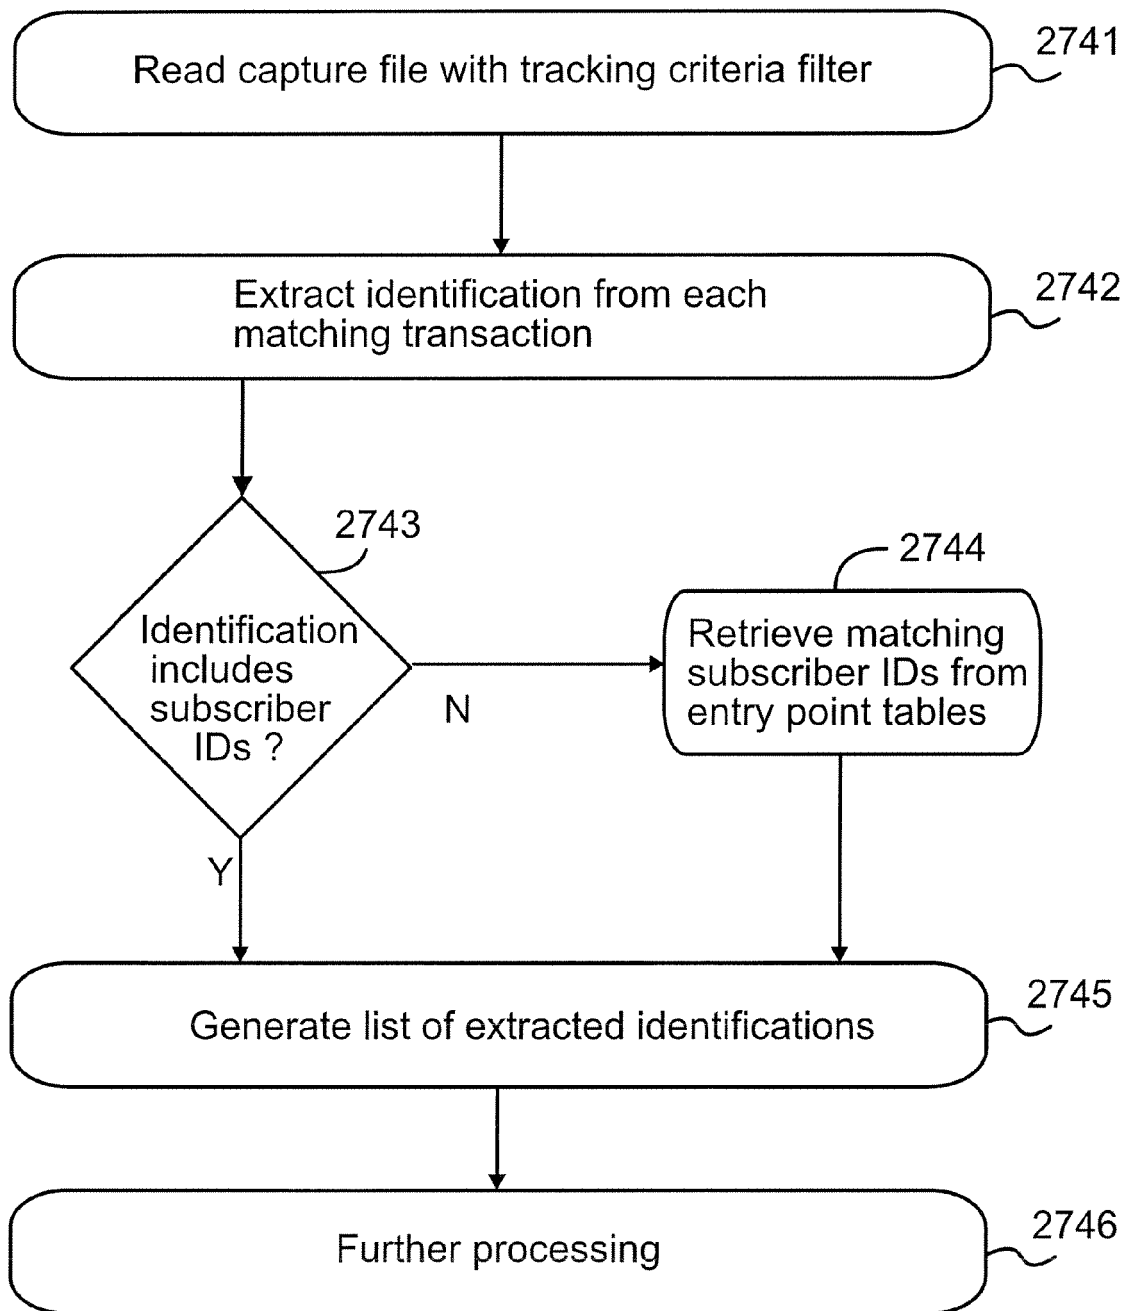 Read capture file with tracking criteria filter
2741
Extract identification from each
matching transaction
2742
2743
Identification
includes
subscriber
IDs ?
N
Y
2744
Retrieve matching
subscriber IDs from
entry point tables
Generate list of extracted identifications
2745
Further processing
2746